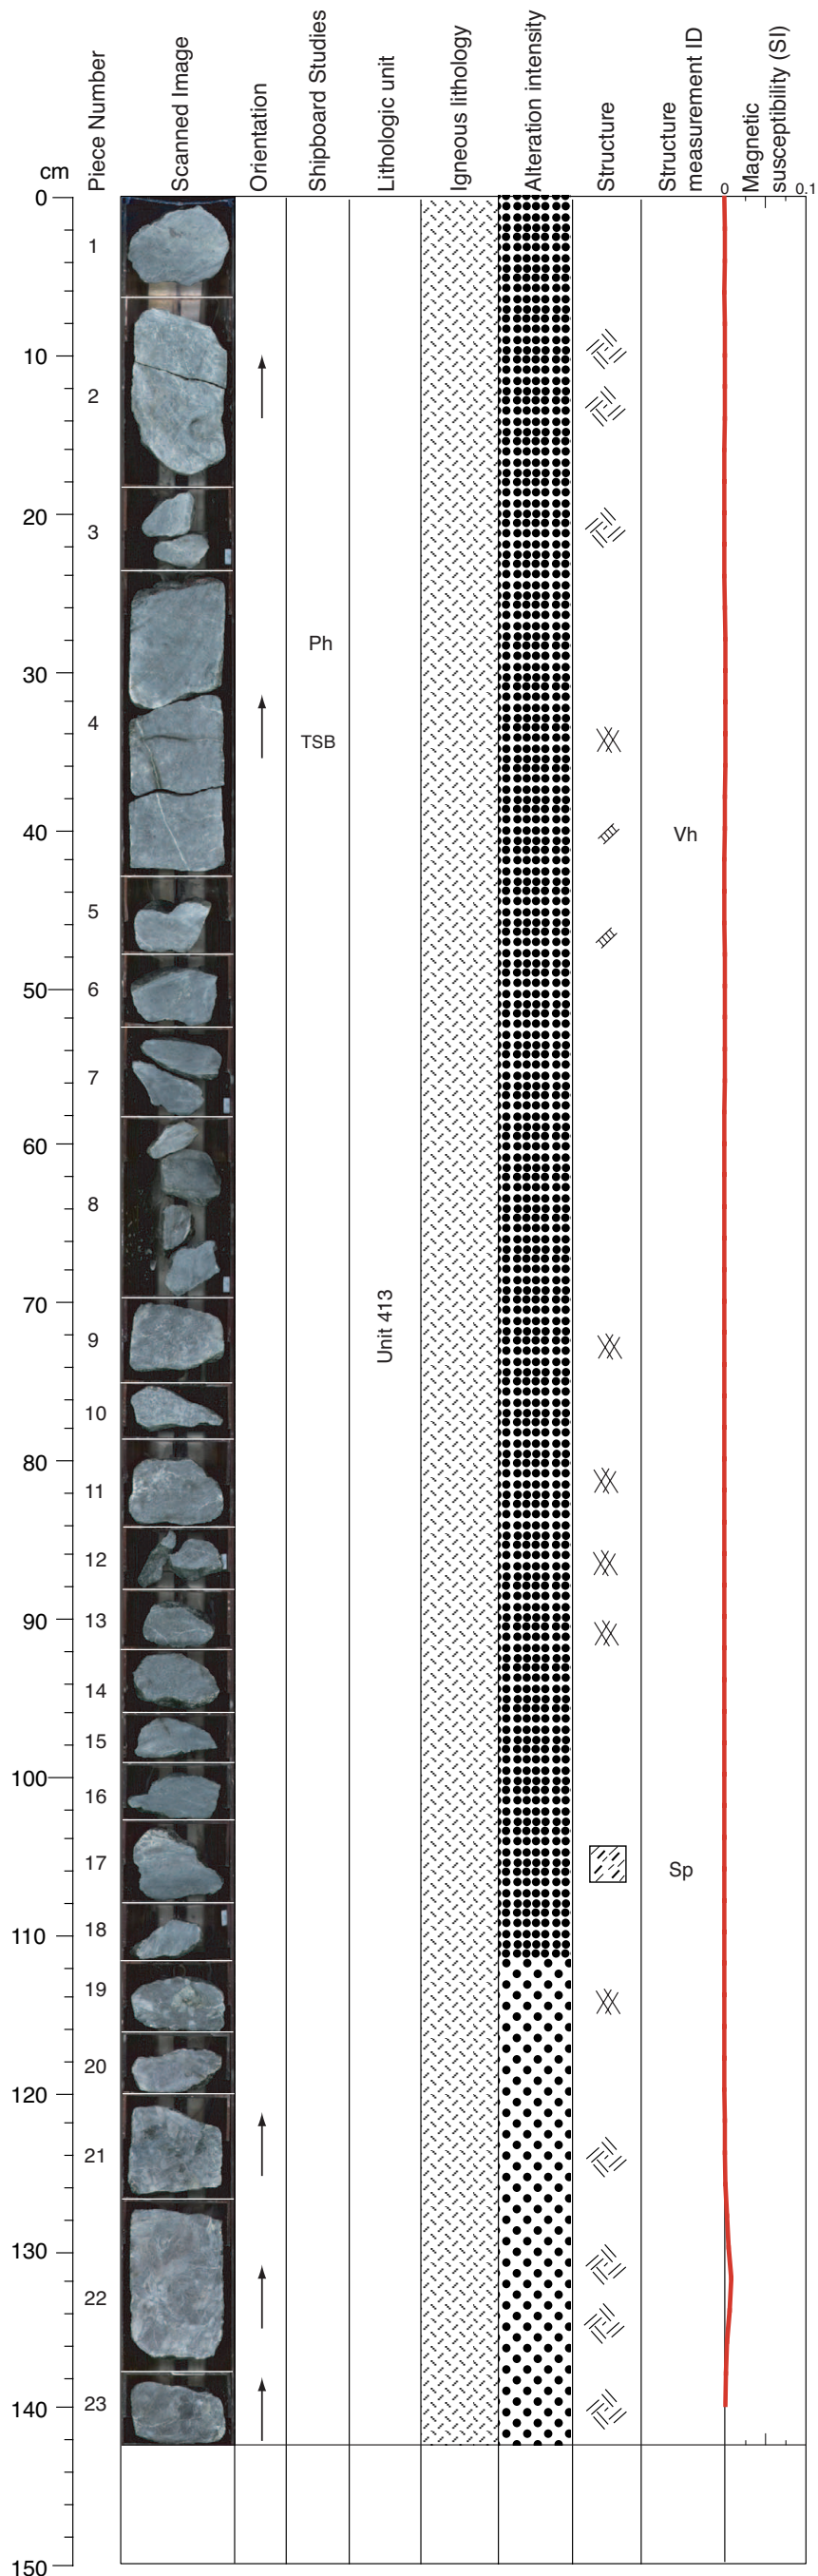 cm
Piece Number
Scanned Image
Orientation
Shipboard Studies
Lithologic unit
Igneous lithology
Alteration intensity
Structure
Structure
measurement ID
Magnetic
susceptibility (SI)
0 0.1
0
1
10
2
20
3
Ph
30
4
TSB
40
Vh
5
50
6
7
60
8
70
Unit 413
9
10
80
11
12
90
13
14
15
100
16
17
Sp
18
110
19
20
120
21
130
22
23
140
150